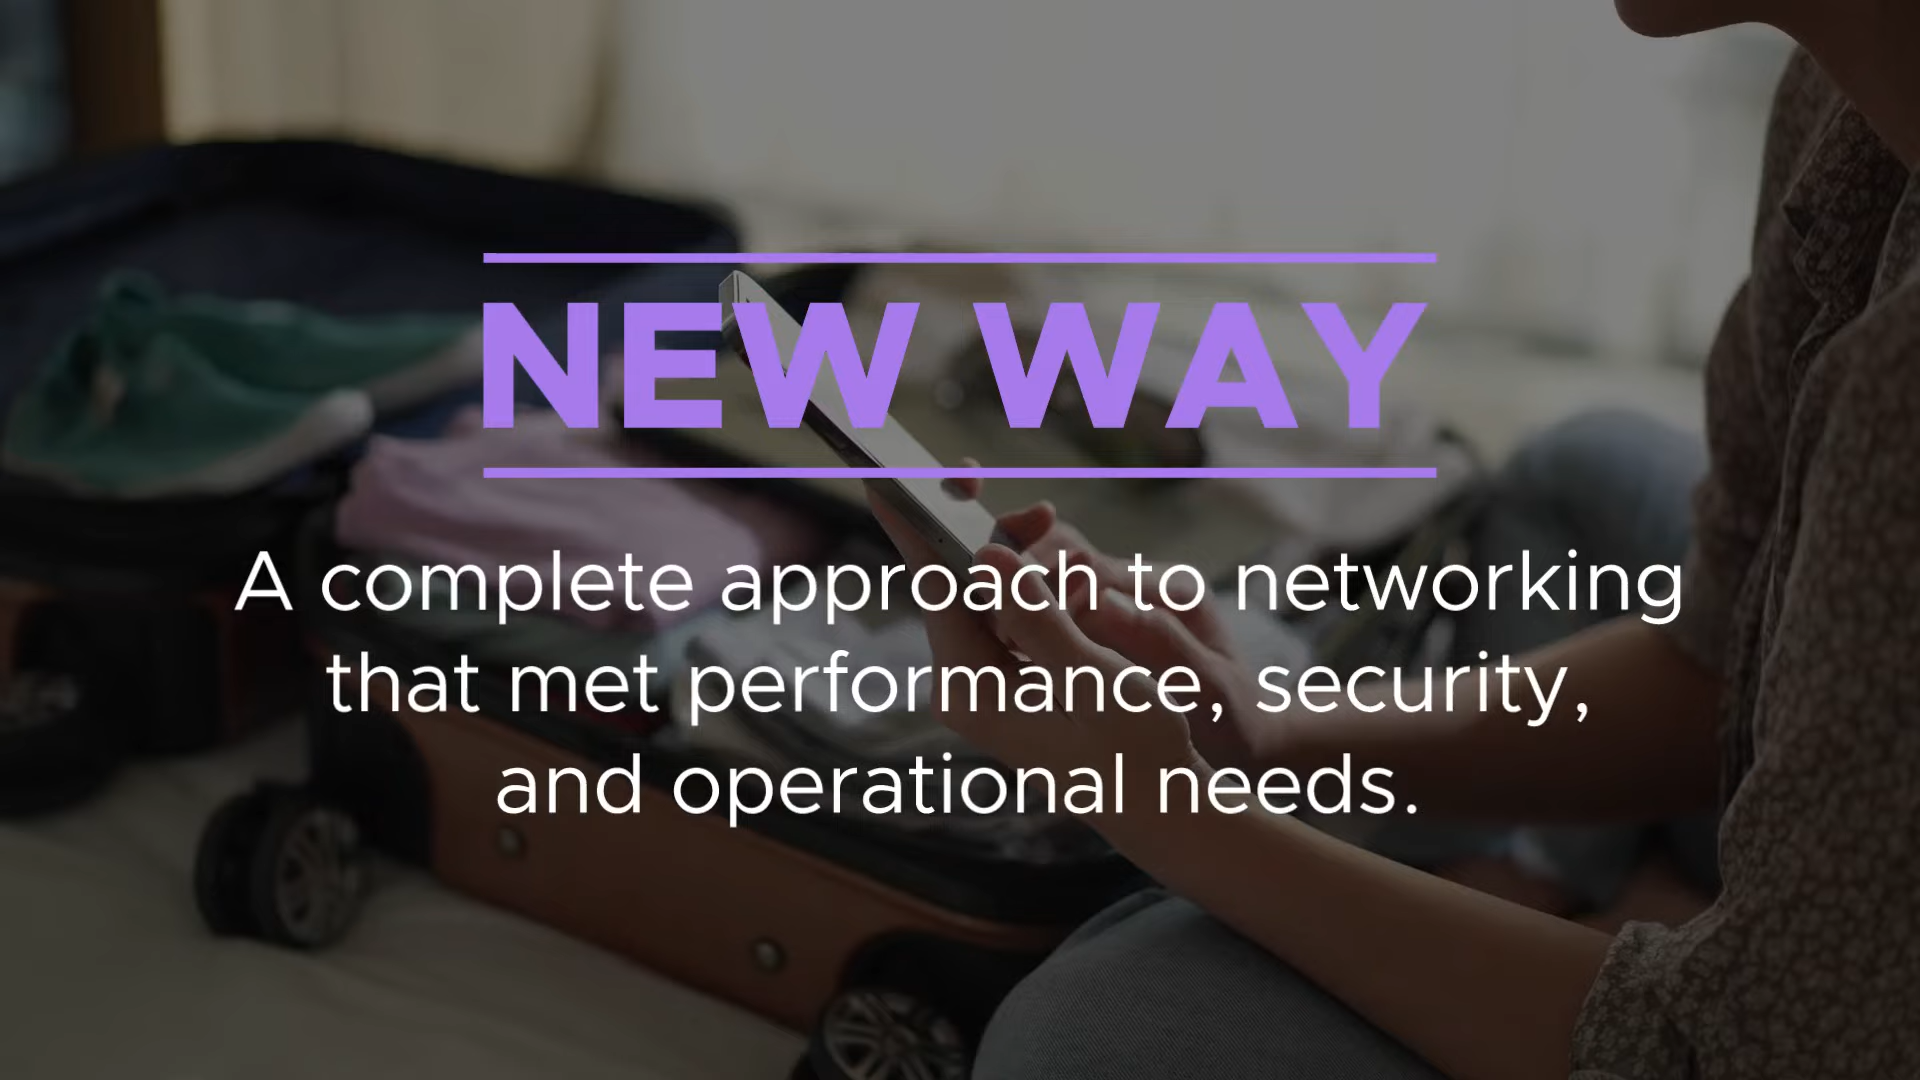 NEW WAY
A complete approach to networking
that met performance, security,
and operational needs.